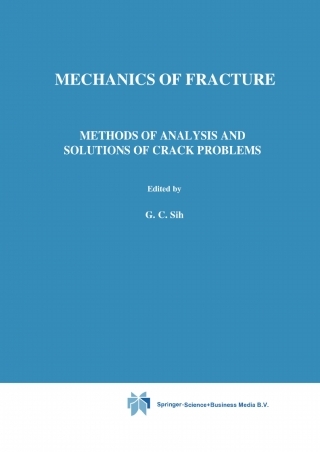 MECHANICS OF FRACTURE
METHODS OF ANALYSIS AND
SOLUTIONS OF CRACK PROBLEMS
Edited by
G. C. Sih
Springer-Science+Business Media B.V.